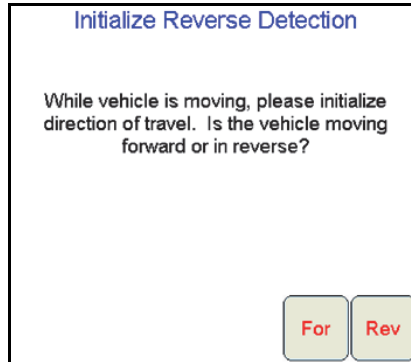 Initialize Reverse Detection
While vehicle is moving, please initialize
direction of travel.  Is the vehicle moving
forward or in reverse?
For Rev